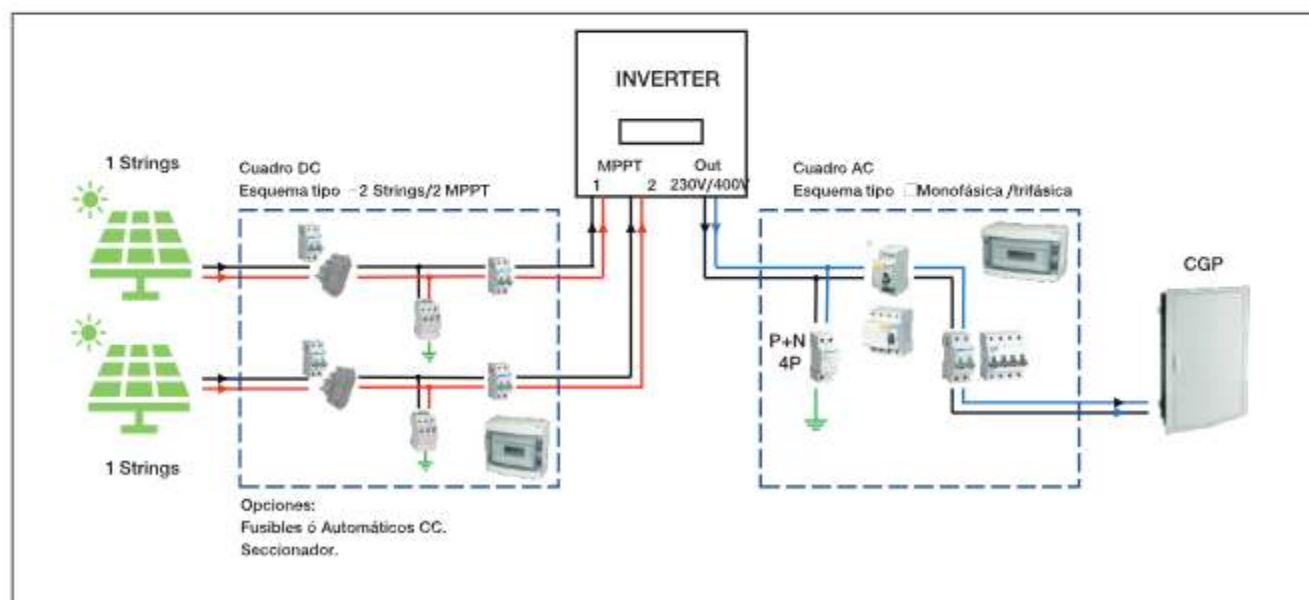 INVERTER
MPPT
Out
1
2
230V/400V
1 Strings
Cuadro DC
Esquema tipo -2 Strings/2 MPPT
Cuadro AC
Esquema tipo □Monofásica /trifásica
CGP
P+N
4P
1 Strings
Opciones:
Fusibles ó Automáticos CC.
Seccionador.